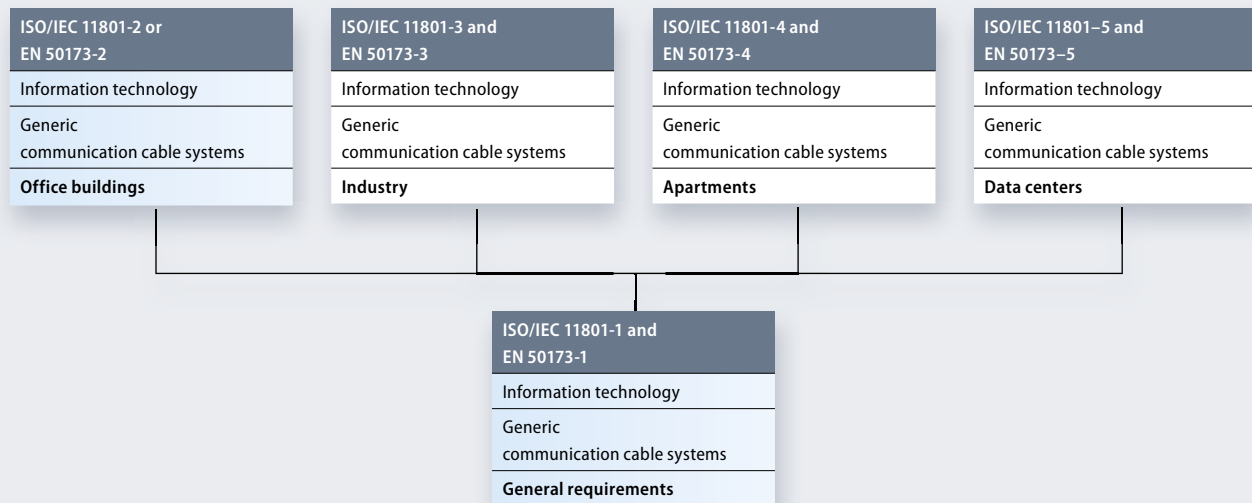 ISO/IEC 11801-2 or
EN 50173-2
Information technology
Generic
communication cable systems
Office buildings
ISO/IEC 11801-3 and
EN 50173-3
Information technology
Generic
communication cable systems
Industry
ISO/IEC 11801-4 and
EN 50173-4
Information technology
Generic
communication cable systems
Apartments
ISO/IEC 11801–5 and
EN 50173–5
Information technology
Generic
communication cable systems
Data centers
ISO/IEC 11801-1 and
EN 50173-1
Information technology
Generic
communication cable systems
General requirements